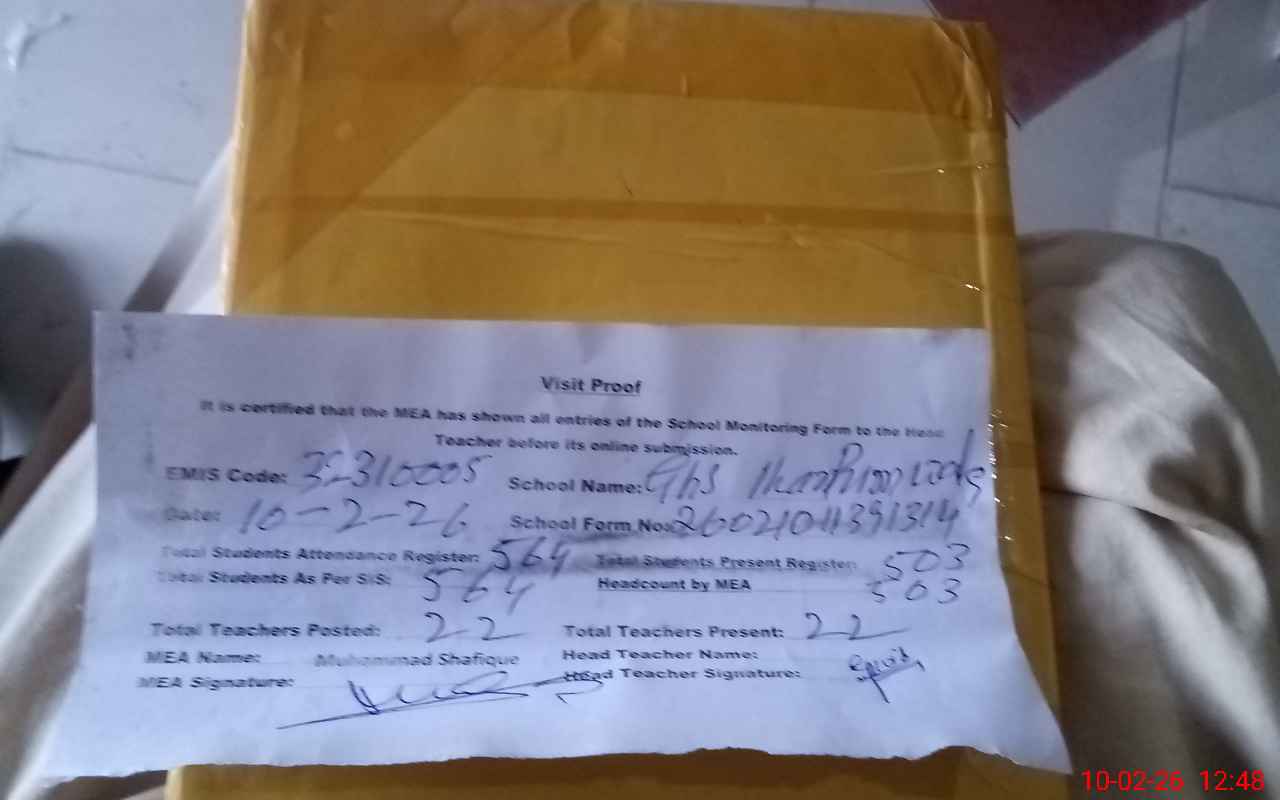 Visit Proof
It is certified that the MEA has shown all entries of the School Monitoring Form to the Head
Teacher before its online submission.
EMIS Code: 32310005 School Name: Ghs
Date: 10-2-26 School Form No: 26021011391314
Total Students Attendance Register: 564 Total Students Present Register: 503
Total Students As Per SIS: 564 Headcount by MEA 503
Total Teachers Posted: 22 Total Teachers Present: 22
MEA Name: Muhammad Shafique Head Teacher Name:
MEA Signature: Head Teacher Signature:
10-02-26 12:48